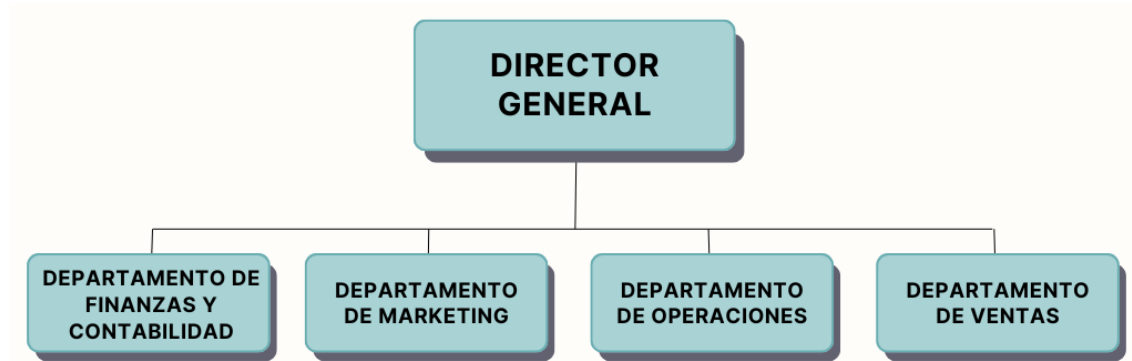 DIRECTOR
GENERAL
DEPARTAMENTO DE
FINANZAS Y
CONTABILIDAD
DEPARTAMENTO
DE MARKETING
DEPARTAMENTO
DE OPERACIONES
DEPARTAMENTO
DE VENTAS